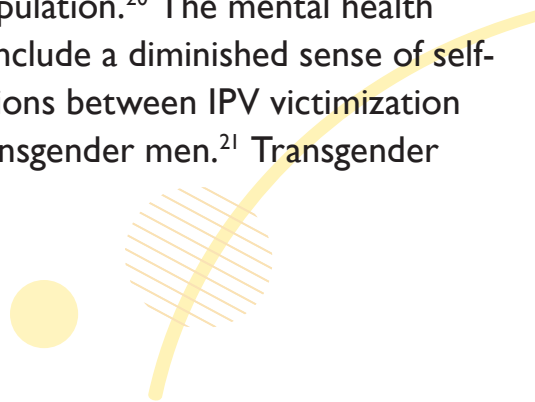 pulation.²⁰ The mental health
nclude a diminished sense of self-
ions between IPV victimization
nsgender men.²¹ Transgender